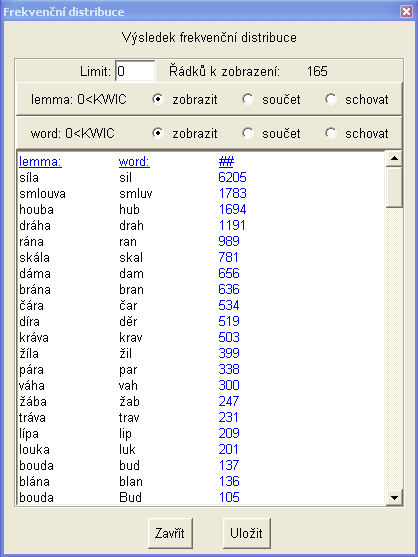 Frekvenční distribuce
Výsledek frekvenční distribuce
Limit: 0 Řádků k zobrazení: 165
lemma: 0<KWIC zobrazit součet schovat
word: 0<KWIC zobrazit součet schovat
lemma: word: ##
síla sil 6205
smlouva smluv 1783
houba hub 1694
dráha drah 1191
rána ran 989
skála skal 781
dáma dam 656
brána bran 636
čára čar 534
díra děr 519
kráva krav 503
žíla žil 399
pára par 338
váha vah 300
žába žab 247
tráva trav 231
lípa lip 209
louka luk 201
bouda bud 137
blána blan 136
bouda Bud 105
Zavřít Uložit